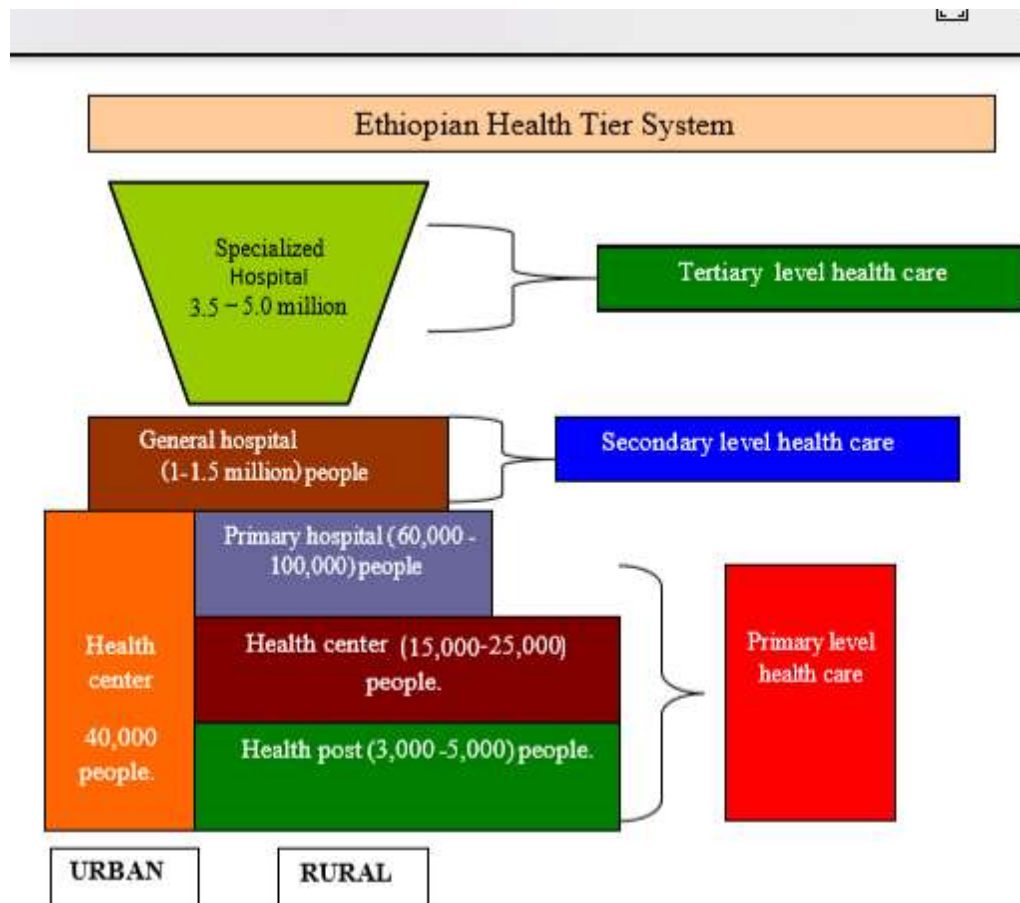 Ethiopian Health Tier System
Specialized
Hospital
3.5 – 5.0 million
Tertiary level health care
General hospital
(1-1.5 million) people
Secondary level health care
Primary hospital (60,000 -
100,000) people
Health
center
40,000
people.
Health center (15,000-25,000)
people.
Health post (3,000 -5,000) people.
Primary level
health care
URBAN
RURAL